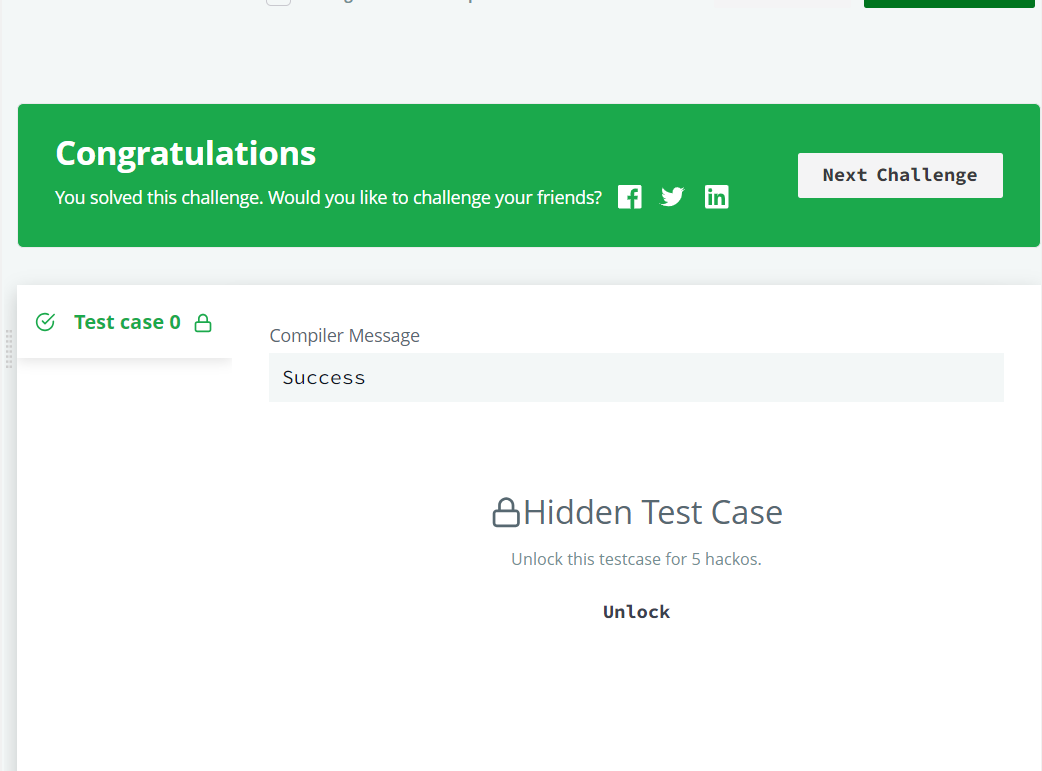 Congratulations
You solved this challenge. Would you like to challenge your friends?
Next Challenge
Test case 0
Compiler Message
Success
Hidden Test Case
Unlock this testcase for 5 hackos.
Unlock